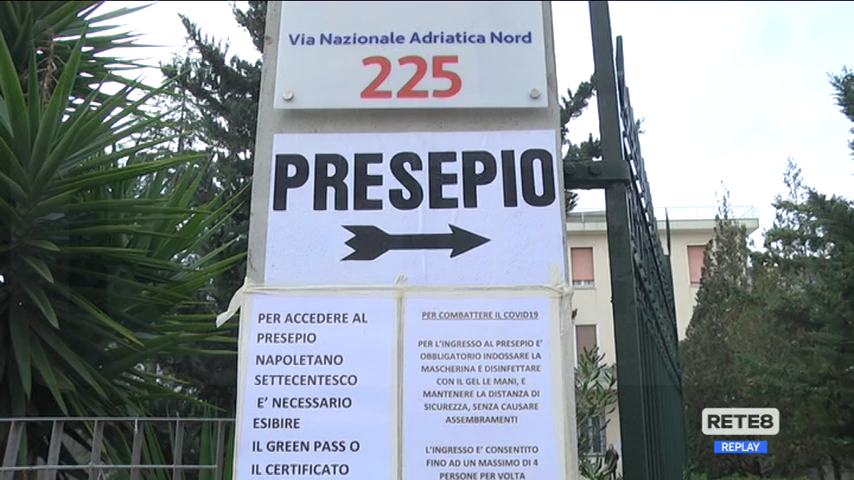 Via Nazionale Adriatica Nord
225
PRESEPIO
PER ACCEDERE AL
PRESEPIO
NAPOLETANO
SETTECENTESCO
E' NECESSARIO
ESIBIRE
IL GREEN PASS O
IL CERTIFICATO
PER COMBATTERE IL COVID19
PER L'INGRESSO AL PRESEPIO E'
OBBLIGATORIO INDOSSARE LA
MASCHERINA E DISINFETTARE
CON IL GEL LE MANI, E
MANTENERE LA DISTANZA DI
SICUREZZA, SENZA CAUSARE
ASSEMBRAMENTI
L'INGRESSO E' CONSENTITO
FINO AD UN MASSIMO DI 4
PERSONE PER VOLTA
RETE8
REPLAY